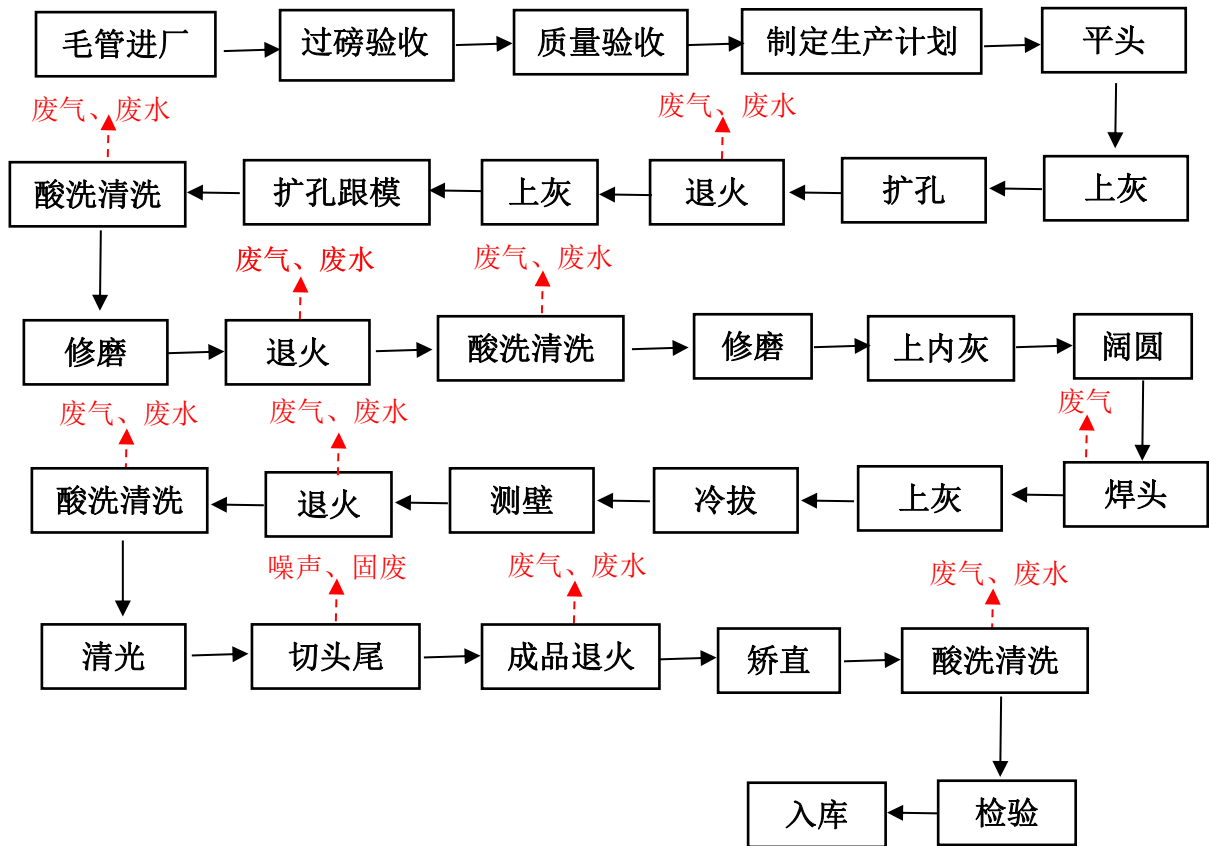 毛管进厂
过磅验收
质量验收
制定生产计划
平头
废气、废水
废气、废水
酸洗清洗
扩孔跟模
上灰
退火
扩孔
上灰
废气、废水
废气、废水
修磨
退火
酸洗清洗
修磨
上内灰
阔圆
废气、废水
废气、废水
废气
酸洗清洗
退火
测壁
冷拔
上灰
焊头
噪声、固废
废气、废水
废气、废水
清光
切头尾
成品退火
矫直
酸洗清洗
入库
检验